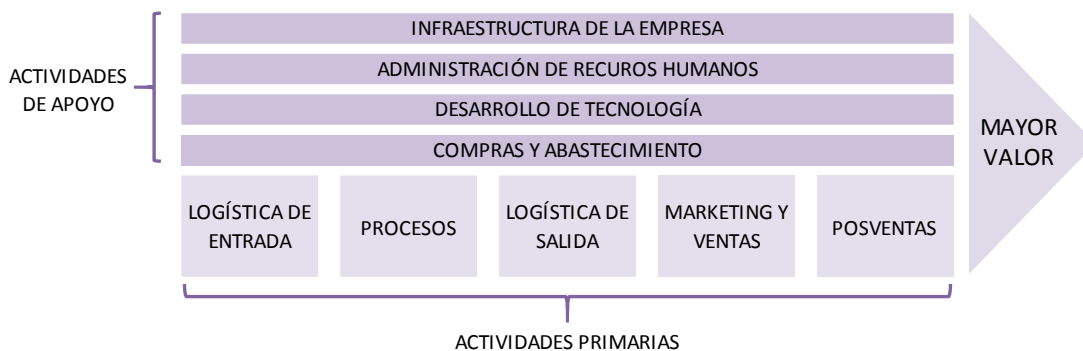 INFRAESTRUCTURA DE LA EMPRESA
ADMINISTRACIÓN DE RECUROS HUMANOS
ACTIVIDADES
DE APOYO
DESARROLLO DE TECNOLOGÍA
COMPRAS Y ABASTECIMIENTO
MAYOR
VALOR
LOGÍSTICA DE
ENTRADA
PROCESOS
LOGÍSTICA DE
SALIDA
MARKETING Y
VENTAS
POSVENTAS
ACTIVIDADES PRIMARIAS